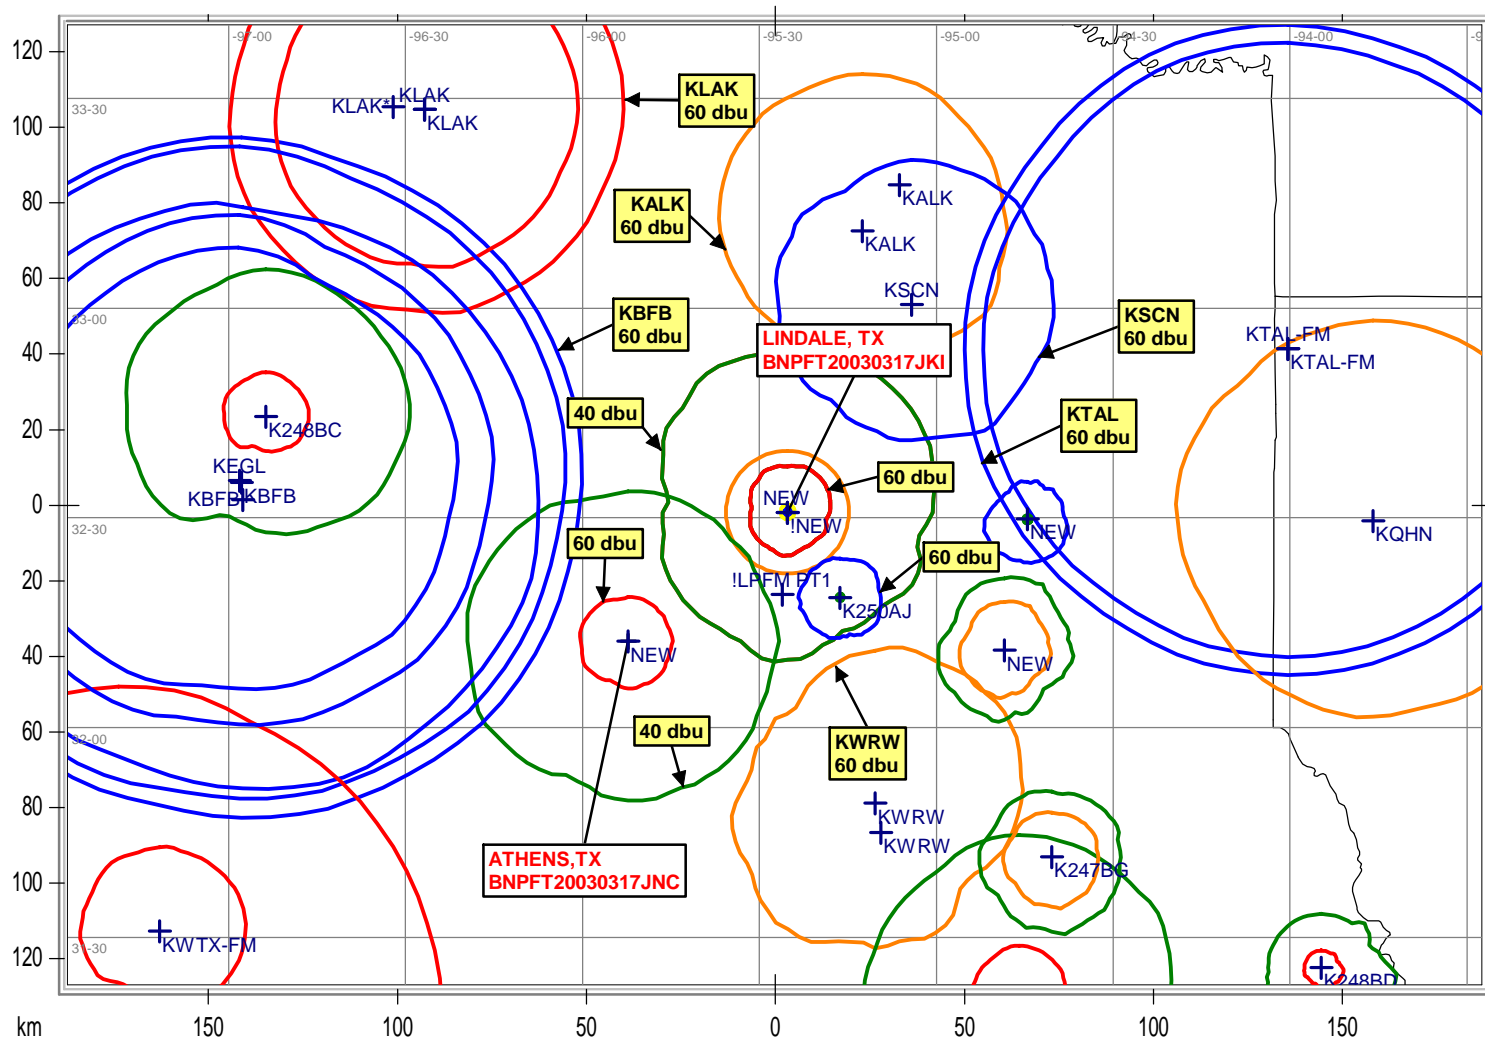 -97-00
-96-30
-96-00
-95-30
-95-00
-94-30
-94-00
120
100
80
60
40
20
0
20
40
60
80
100
120
33-30
33-00
32-30
32-00
31-30
KLAK
KLAK*
KLAK
KLAK
60 dbu
KALK
60 dbu
KALK
KALK
KSCN
KBFB
60 dbu
LINDALE, TX
BNPFT20030317JKI
KSCN
60 dbu
KTAL-FM
KTAL-FM
K248BC
40 dbu
KTAL
60 dbu
KEGL
KBFB
KBFB
60 dbu
NEW
!NEW
NEW
KQHN
60 dbu
60 dbu
!LPFM PT1
K250AJ
NEW
NEW
40 dbu
KWRW
60 dbu
KWRW
KWRW
ATHENS,TX
BNPFT20030317JNC
K247BG
KWTX-FM
K248BD
km
150
100
50
0
50
100
150